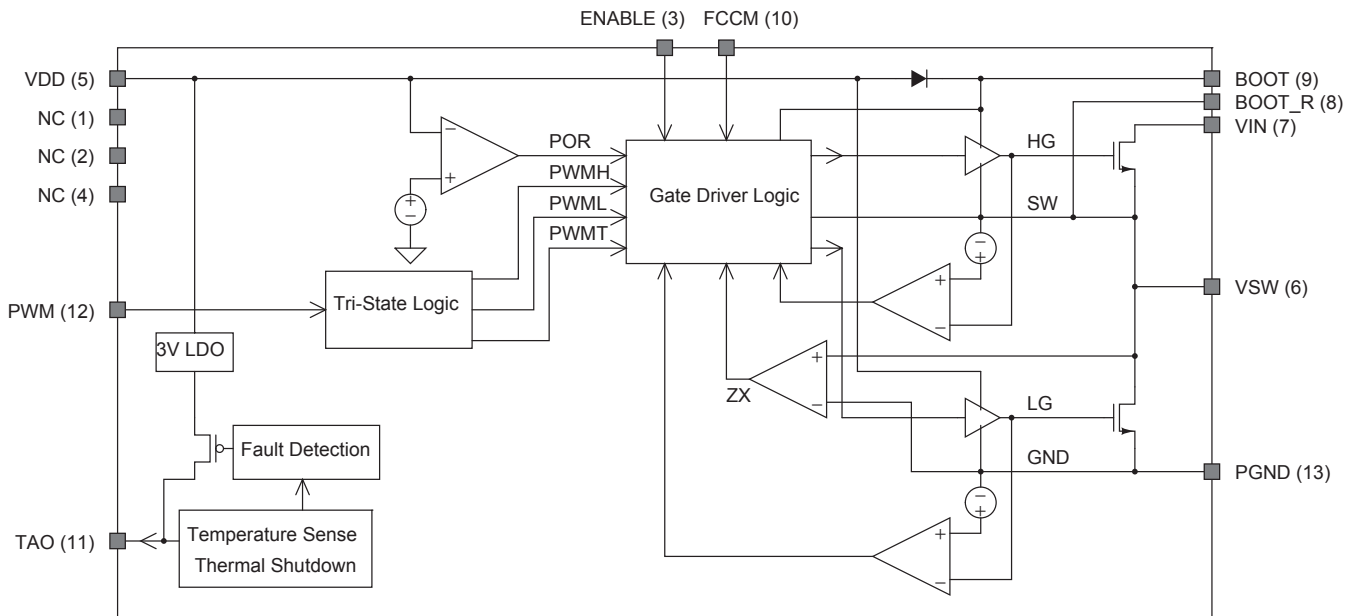 ENABLE (3) FCCM (10)
VDD (5)
BOOT (9)
BOOT_R (8)
NC (1)
VIN (7)
NC (2)
NC (4)
−
+
+
−
POR
PWMH
PWML
PWMT
Gate Driver Logic
HG
SW
−
+
+
−
VSW (6)
PWM (12)
Tri-State Logic
3V LDO
+
−
ZX
LG
GND
PGND (13)
Fault Detection
−
+
+
−
TAO (11)
Temperature Sense
Thermal Shutdown